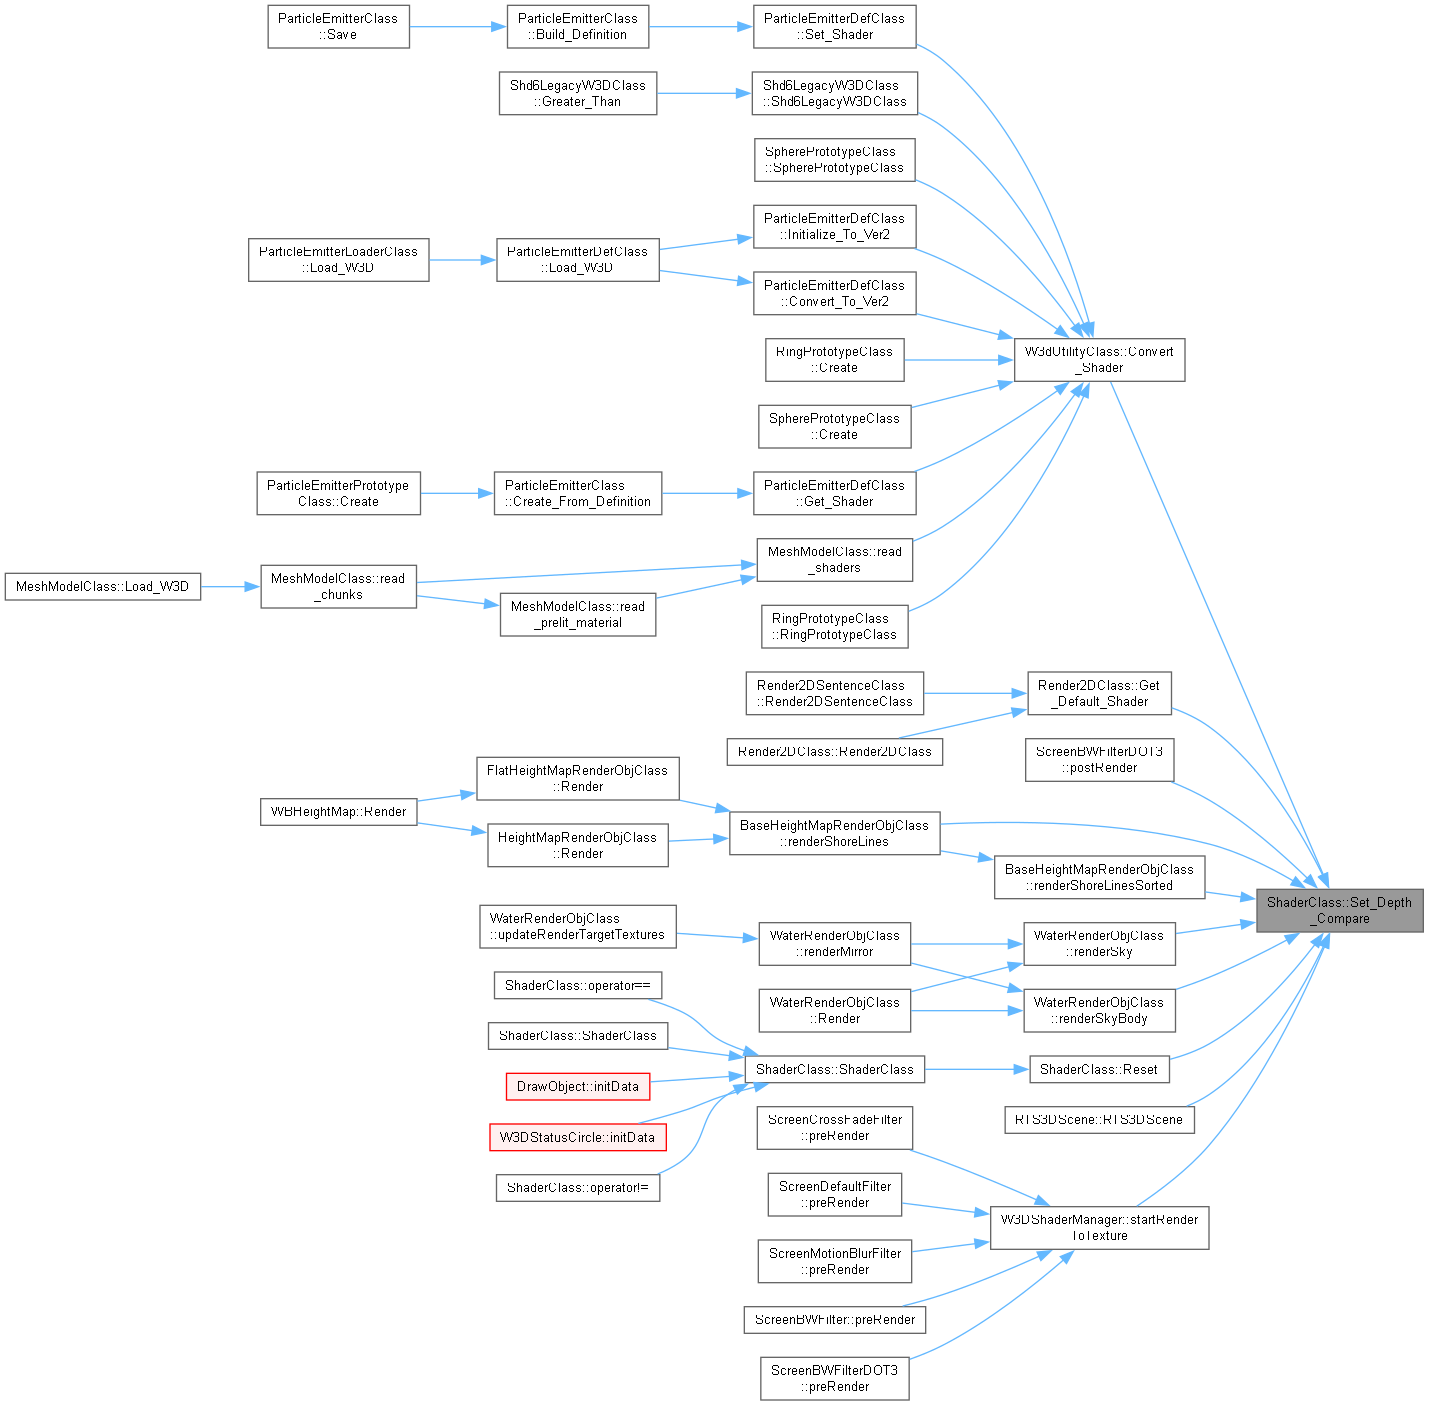 ParticleEmitterClass
::Save
ParticleEmitterClass
::Build_Definition
ParticleEmitterDefClass
::Set_Shader
Shd6LegacyW3DClass
::Greater_Than
Shd6LegacyW3DClass
::Shd6LegacyW3DClass
SpherePrototypeClass
::SpherePrototypeClass
ParticleEmitterDefClass
::Initialize_To_Ver2
ParticleEmitterLoaderClass
::Load_W3D
ParticleEmitterDefClass
::Load_W3D
ParticleEmitterDefClass
::Convert_To_Ver2
RingPrototypeClass
::Create
W3dUtilityClass::Convert
_Shader
SpherePrototypeClass
::Create
ParticleEmitterPrototype
Class::Create
ParticleEmitterClass
::Create_From_Definition
ParticleEmitterDefClass
::Get_Shader
MeshModelClass::read
_shaders
MeshModelClass::Load_W3D
MeshModelClass::read
_chunks
MeshModelClass::read
_prelit_material
RingPrototypeClass
::RingPrototypeClass
Render2DSentenceClass
::Render2DSentenceClass
Render2DClass::Get
_Default_Shader
Render2DClass::Render2DClass
ScreenBWFilterDOT3
::postRender
FlatHeightMapRenderObjClass
::Render
WBHeightMap::Render
HeightMapRenderObjClass
::Render
BaseHeightMapRenderObjClass
::renderShoreLines
BaseHeightMapRenderObjClass
::renderShoreLinesSorted
ShaderClass::Set_Depth
_Compare
WaterRenderObjClass
::updateRenderTargetTextures
WaterRenderObjClass
::renderMirror
WaterRenderObjClass
::renderSky
WaterRenderObjClass
::Render
WaterRenderObjClass
::renderSkyBody
ShaderClass::operator==
ShaderClass::ShaderClass
ShaderClass::ShaderClass
ShaderClass::Reset
DrawObject::initData
RTS3DScene::RTS3DScene
W3DStatusCircle::initData
ScreenCrossFadeFilter
::preRender
ShaderClass::operator!=
ScreenDefaultFilter
::preRender
W3DShaderManager::startRender
ToTexture
ScreenMotionBlurFilter
::preRender
ScreenBWFilter::preRender
ScreenBWFilterDOT3
::preRender